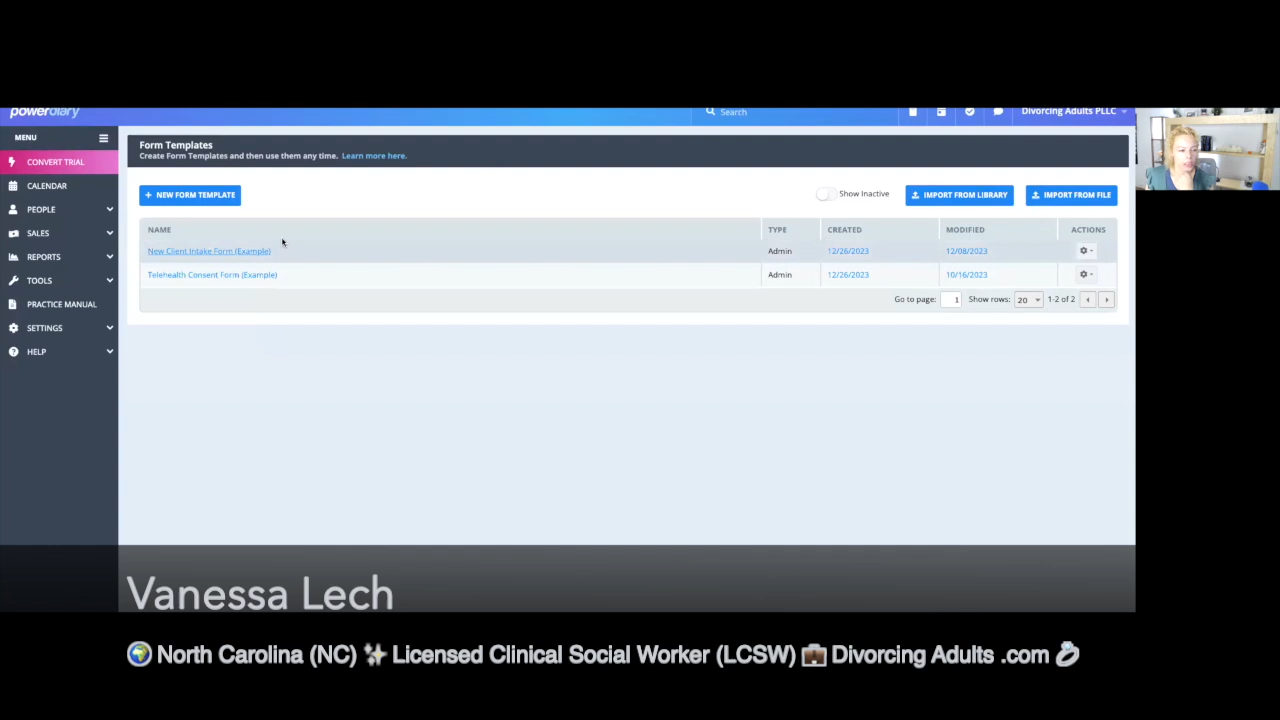 powerdiary
Search
Divorcing Adults PLLC
MENU
CONVERT TRIAL
CALENDAR
PEOPLE
SALES
REPORTS
TOOLS
PRACTICE MANUAL
SETTINGS
HELP
Form Templates
Create Form Templates and then use them any time. Learn more here.
+ NEW FORM TEMPLATE
Show Inactive
IMPORT FROM LIBRARY
IMPORT FROM FILE
NAME TYPE CREATED MODIFIED ACTIONS
New Client Intake Form (Example) Admin 12/26/2023 12/08/2023
Telehealth Consent Form (Example) Admin 12/26/2023 10/16/2023
Go to page: 1 Show rows: 20 1-2 of 2
Vanessa Lech
🌍 North Carolina (NC) ✨ Licensed Clinical Social Worker (LCSW) 💼 Divorcing Adults .com 💍